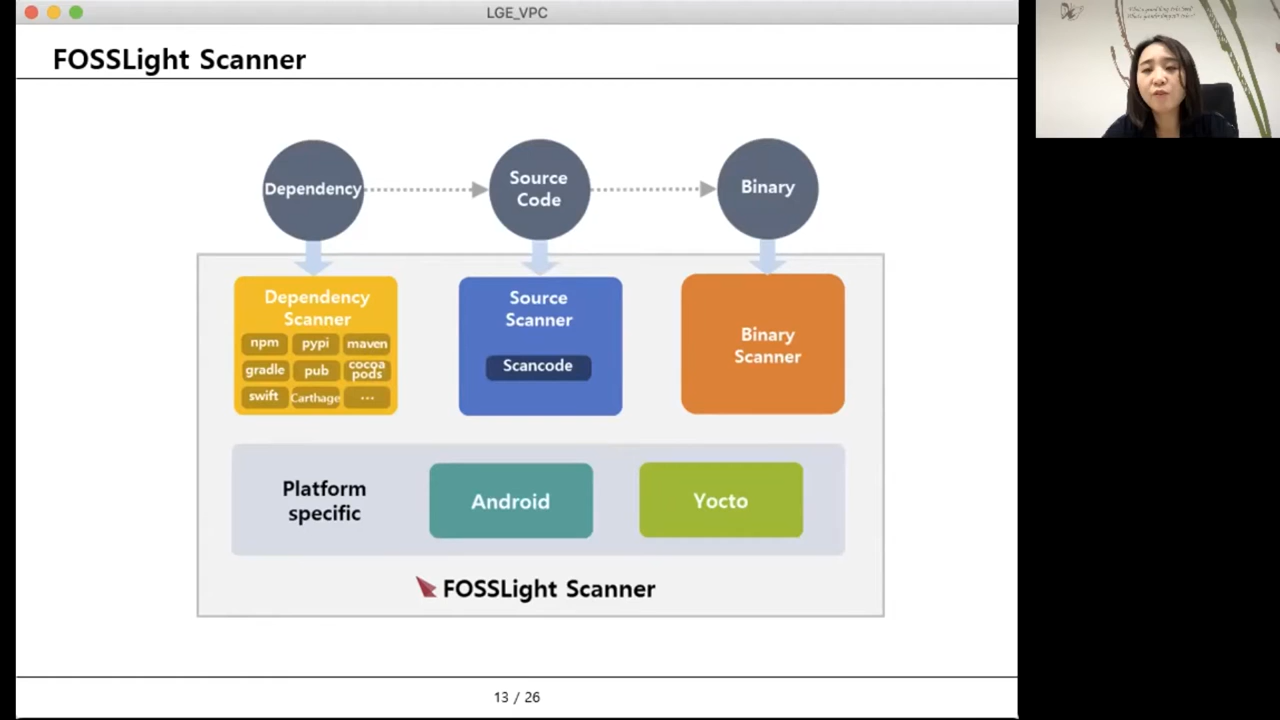 LGE_VPC
FOSSLight Scanner
Dependency
Source
Code
Binary
Dependency
Scanner
npm pypi maven
gradle pub cocoa
pods
swift Carthage ...
Source
Scanner
Scancode
Binary
Scanner
Platform
specific
Android
Yocto
FOSSLight Scanner
13 / 26